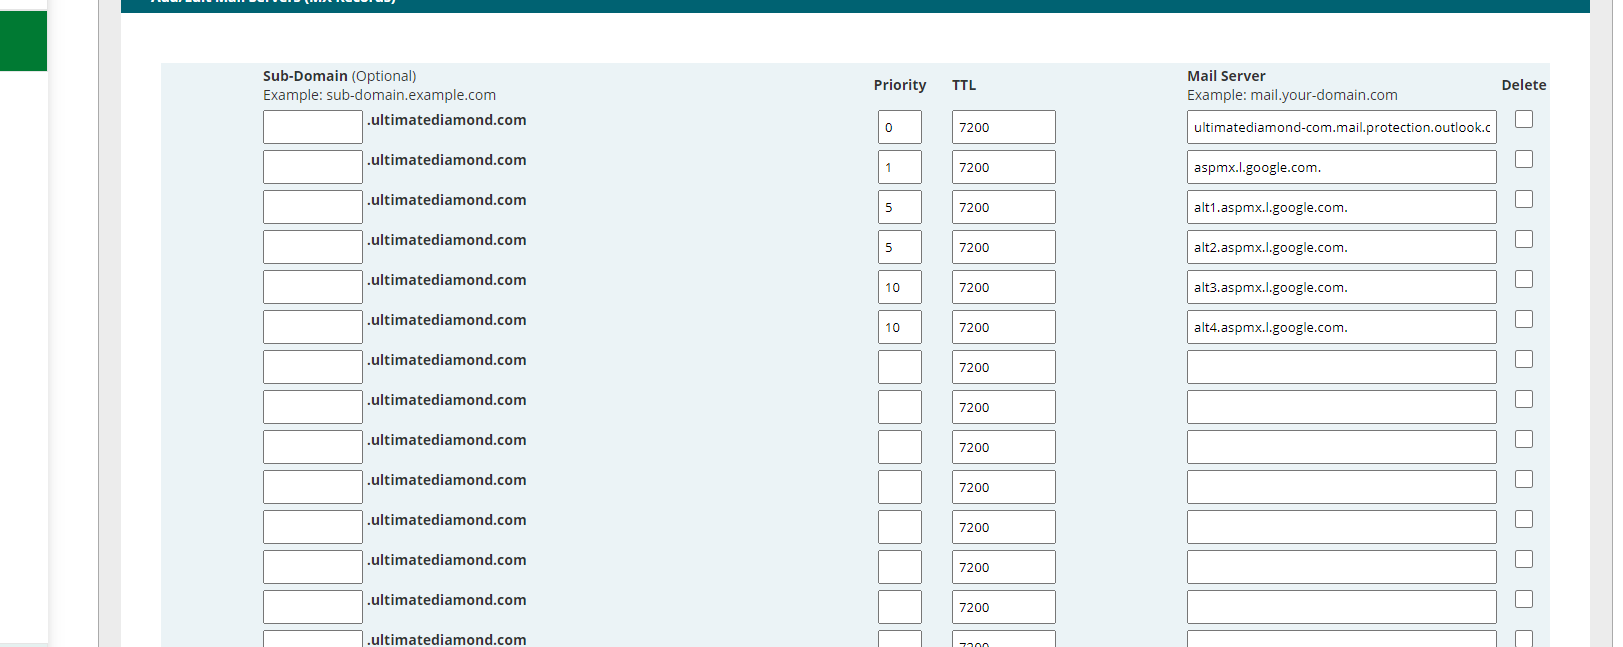 Add/Edit Mail Servers (MX Records)
Sub-Domain (Optional)
Example: sub-domain.example.com
Priority TTL
Mail Server
Example: mail.your-domain.com
Delete
.ultimatediamond.com 0 7200 ultimatediamond-com.mail.protection.outlook.c
.ultimatediamond.com 1 7200 aspmx.l.google.com.
.ultimatediamond.com 5 7200 alt1.aspmx.l.google.com.
.ultimatediamond.com 5 7200 alt2.aspmx.l.google.com.
.ultimatediamond.com 10 7200 alt3.aspmx.l.google.com.
.ultimatediamond.com 10 7200 alt4.aspmx.l.google.com.
.ultimatediamond.com 7200
.ultimatediamond.com 7200
.ultimatediamond.com 7200
.ultimatediamond.com 7200
.ultimatediamond.com 7200
.ultimatediamond.com 7200
.ultimatediamond.com 7200
.ultimatediamond.com 7200